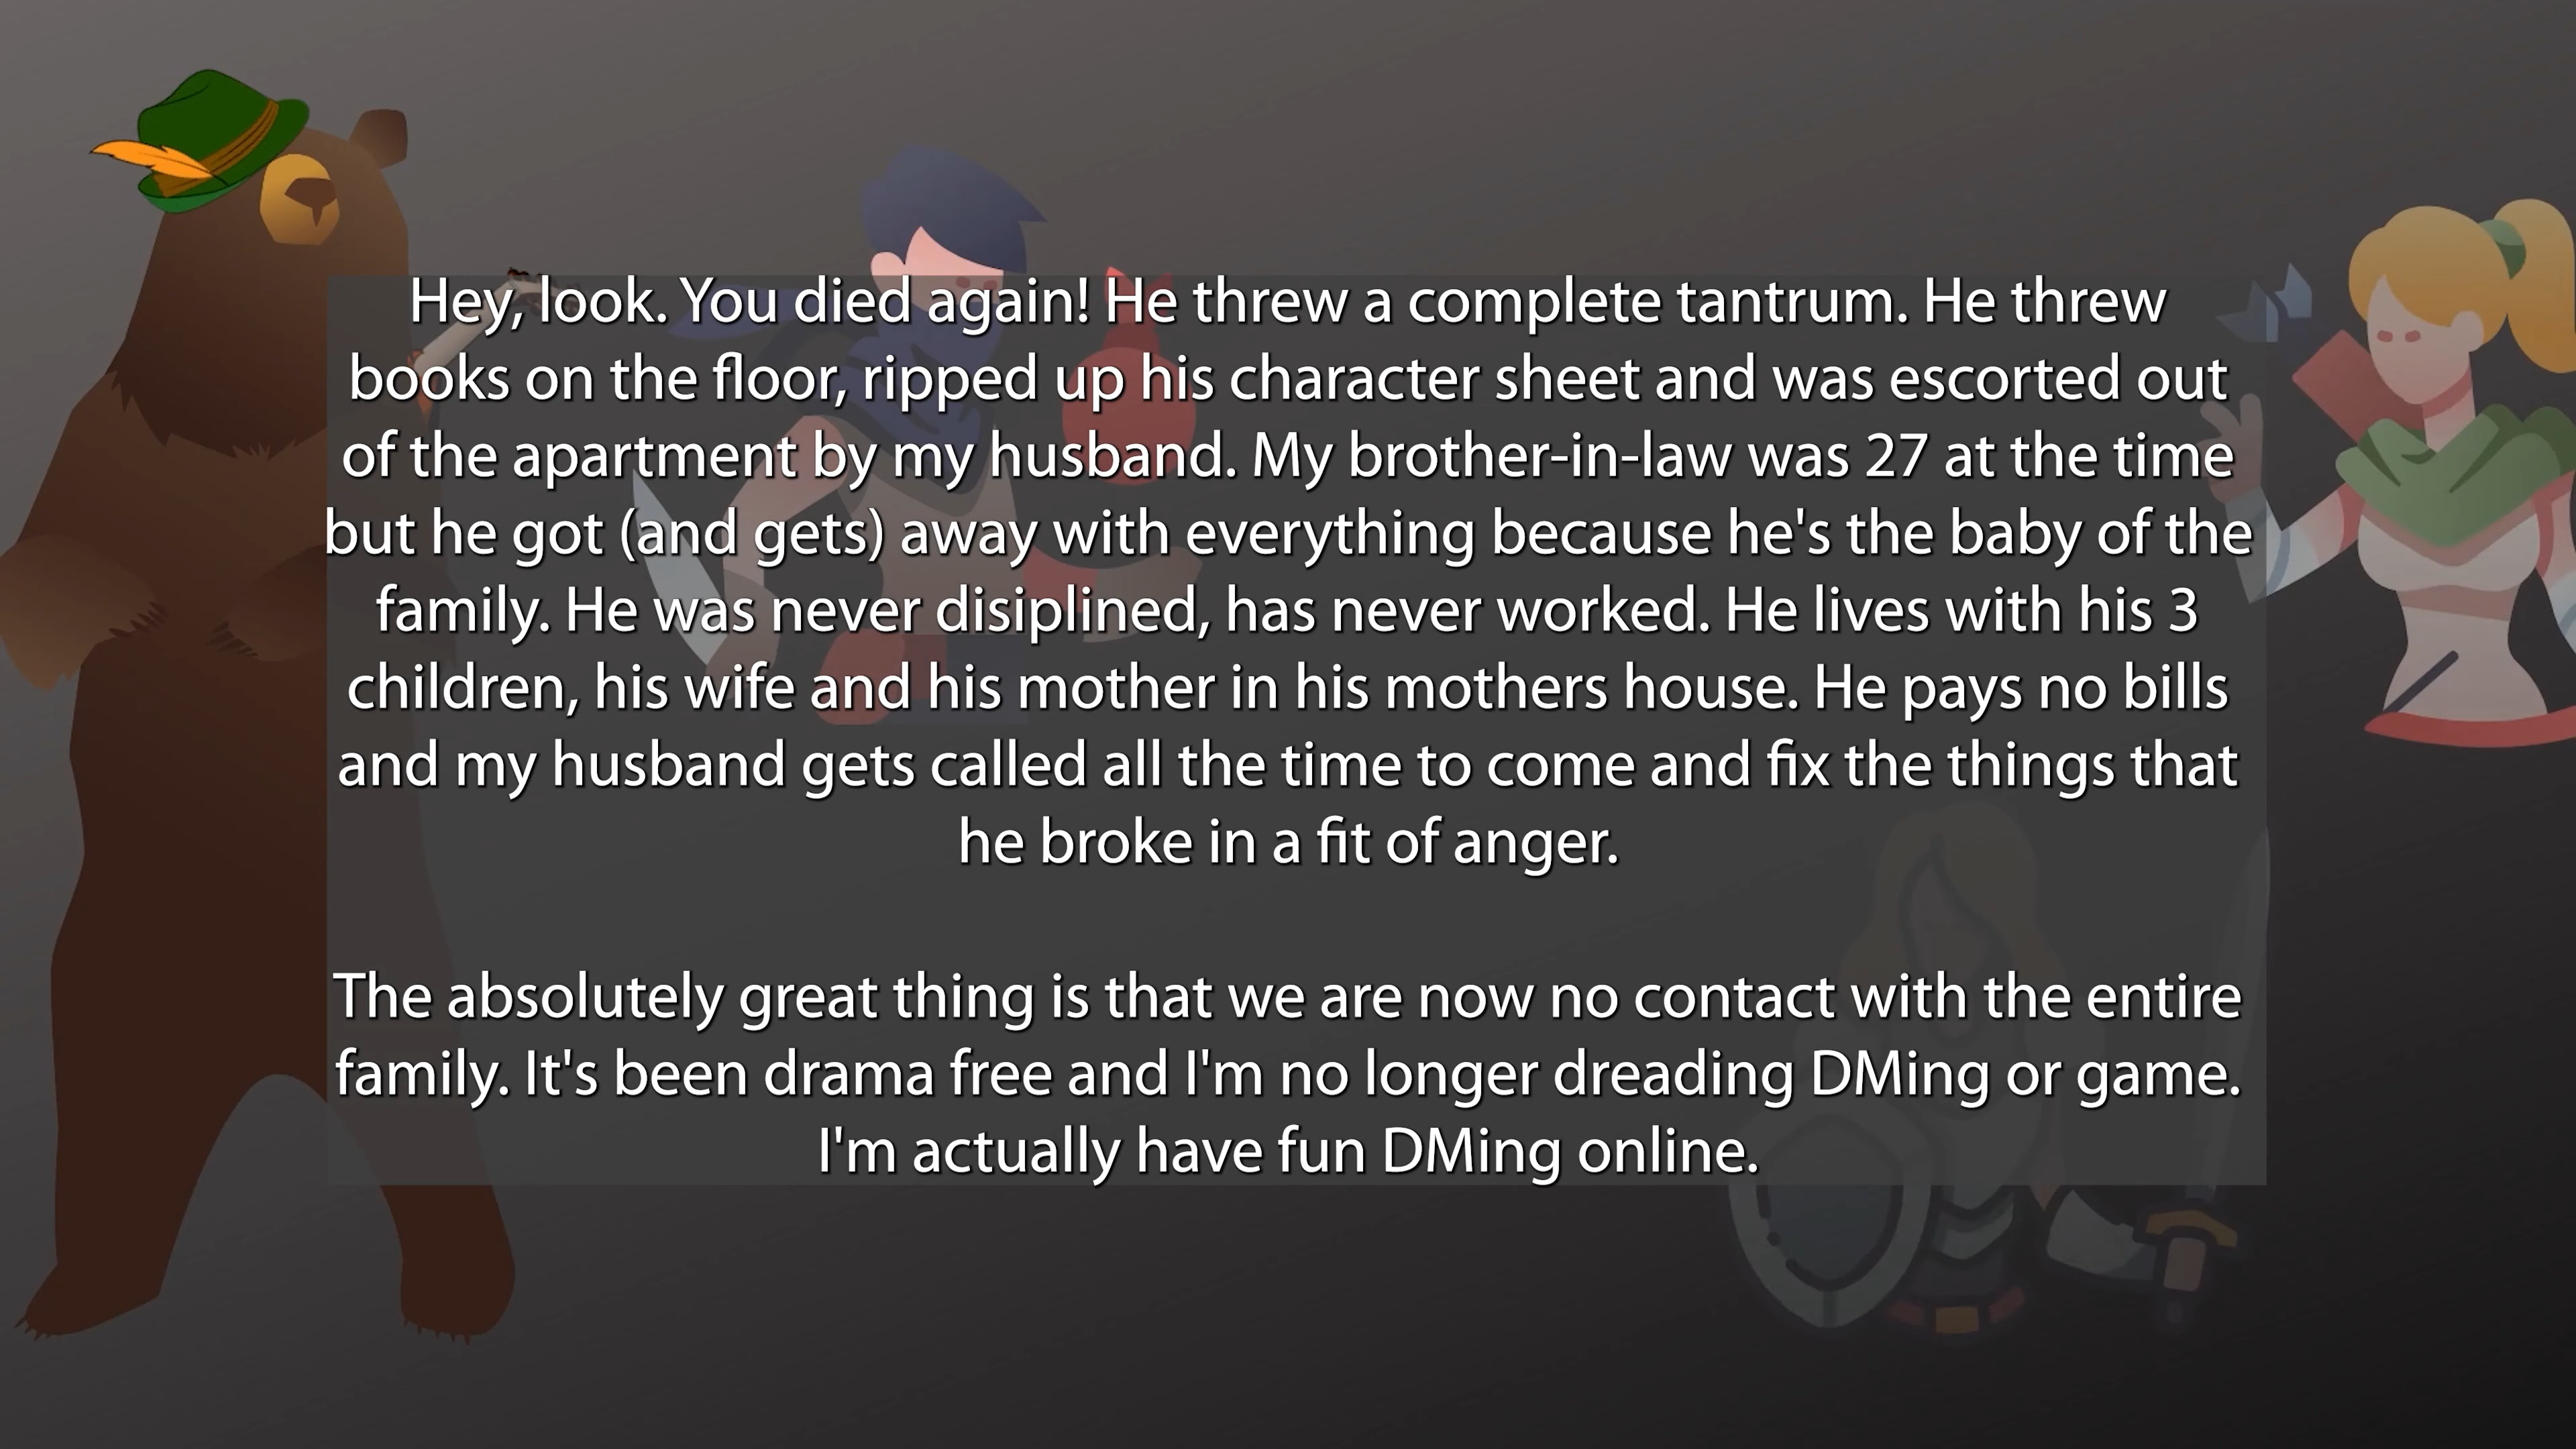 Hey, look. You died again! He threw a complete tantrum. He threw
books on the floor, ripped up his character sheet and was escorted out
of the apartment by my husband. My brother-in-law was 27 at the time
but he got (and gets) away with everything because he's the baby of the
family. He was never disiplined, has never worked. He lives with his 3
children, his wife and his mother in his mothers house. He pays no bills
and my husband gets called all the time to come and fix the things that
he broke in a fit of anger.
The absolutely great thing is that we are now no contact with the entire
family. It's been drama free and I'm no longer dreading DMing or game.
I'm actually have fun DMing online.